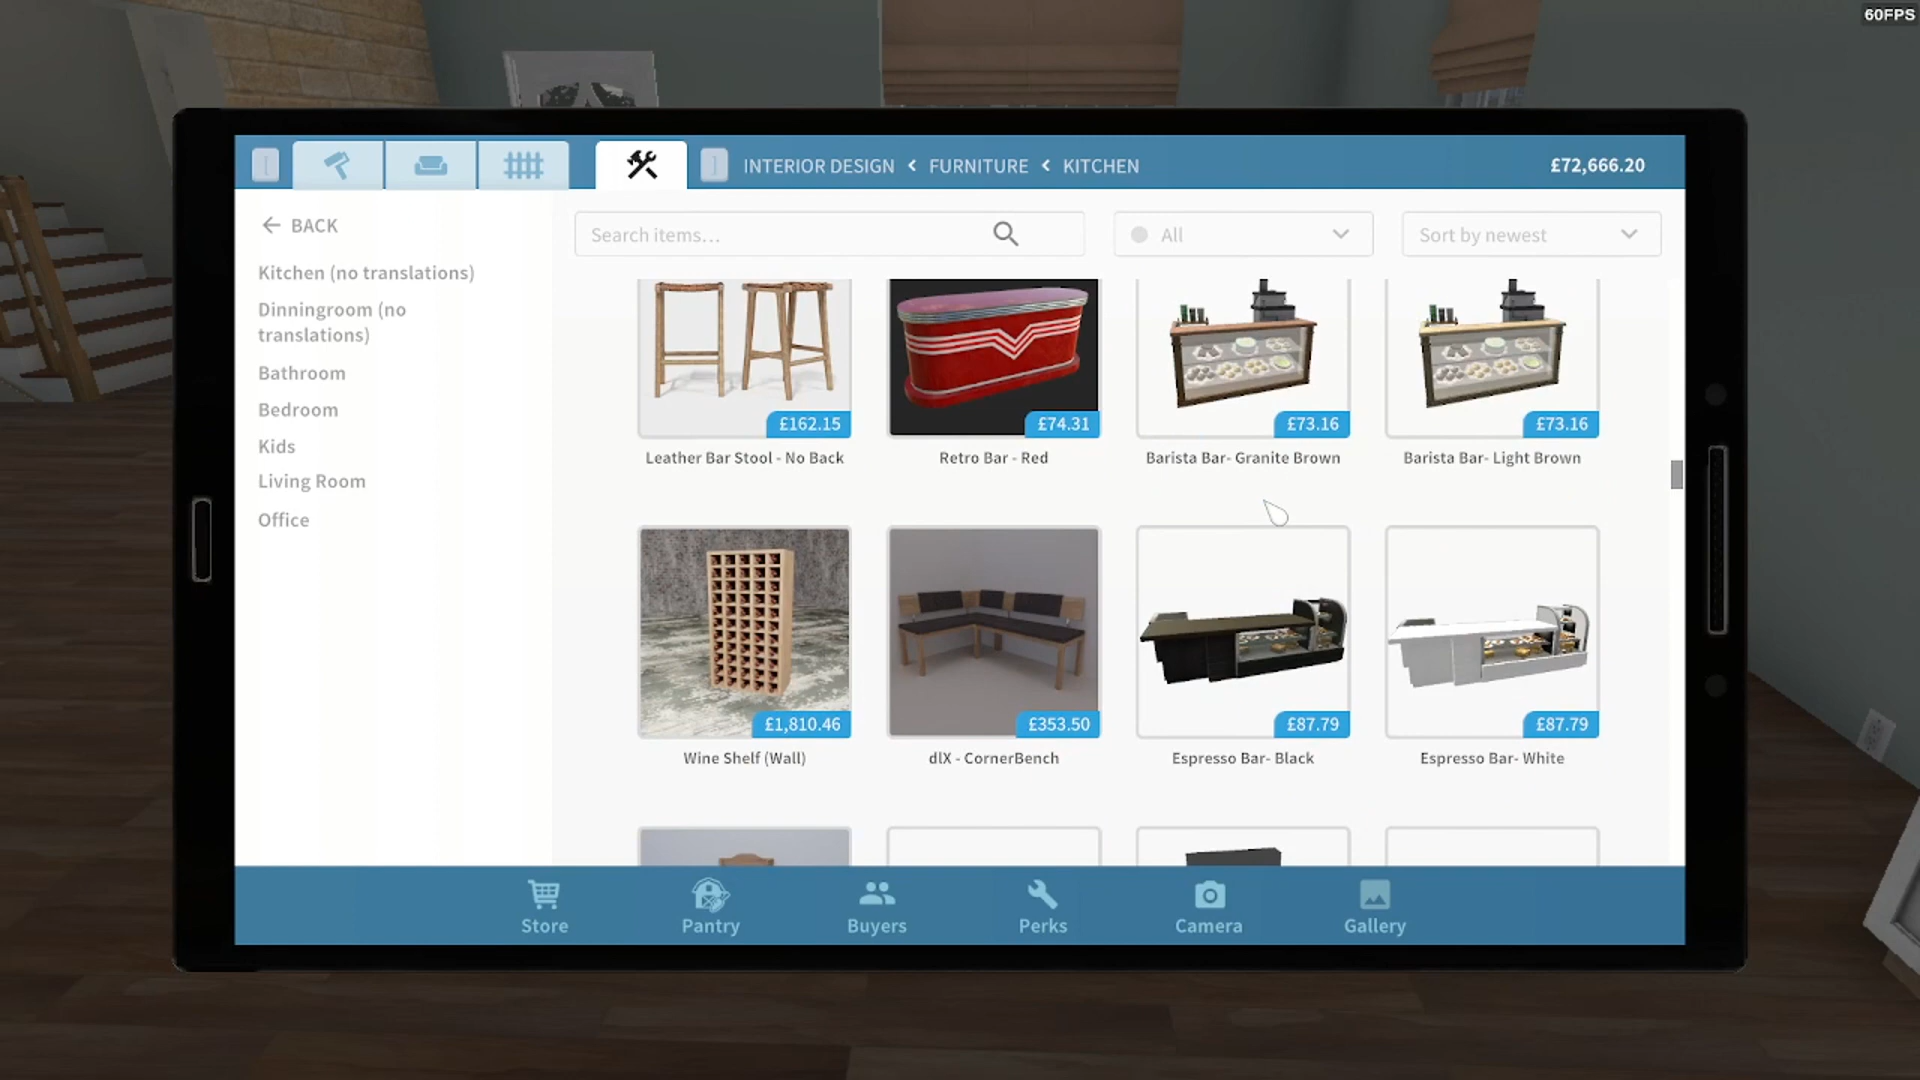 60FPS
INTERIOR DESIGN < FURNITURE < KITCHEN
£72,666.20
BACK
Search items...
All
Sort by newest
Kitchen (no translations)
Dinningroom (no
translations)
Bathroom
Bedroom
Kids
Living Room
Office
£162.15
£74.31
£73.16
£73.16
Leather Bar Stool - No Back
Retro Bar - Red
Barista Bar- Granite Brown
Barista Bar- Light Brown
£1,810.46
£353.50
£87.79
£87.79
Wine Shelf (Wall)
dlX - CornerBench
Espresso Bar- Black
Espresso Bar- White
Store
Pantry
Buyers
Perks
Camera
Gallery